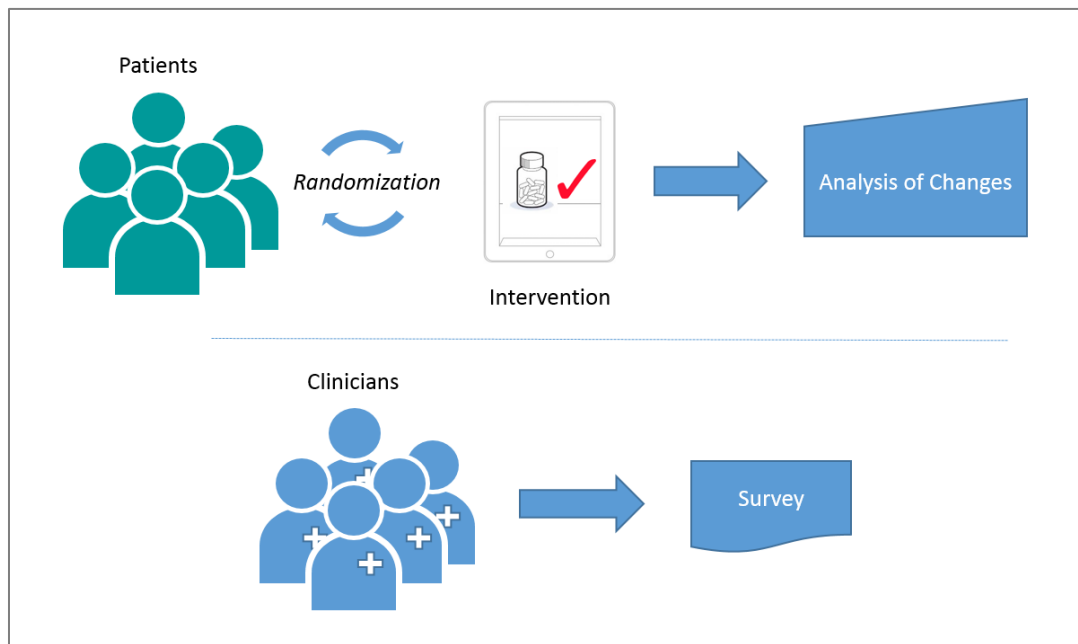 Patients
Randomization
Intervention
Analysis of Changes
Clinicians
Survey